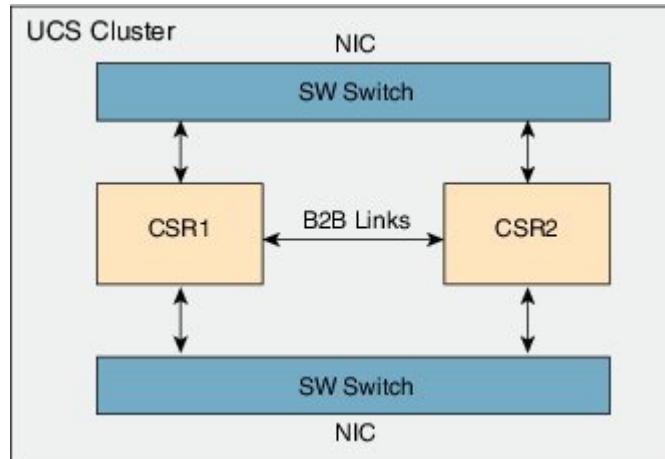 UCS Cluster
NIC
SW Switch
CSR1
B2B Links
CSR2
SW Switch
NIC